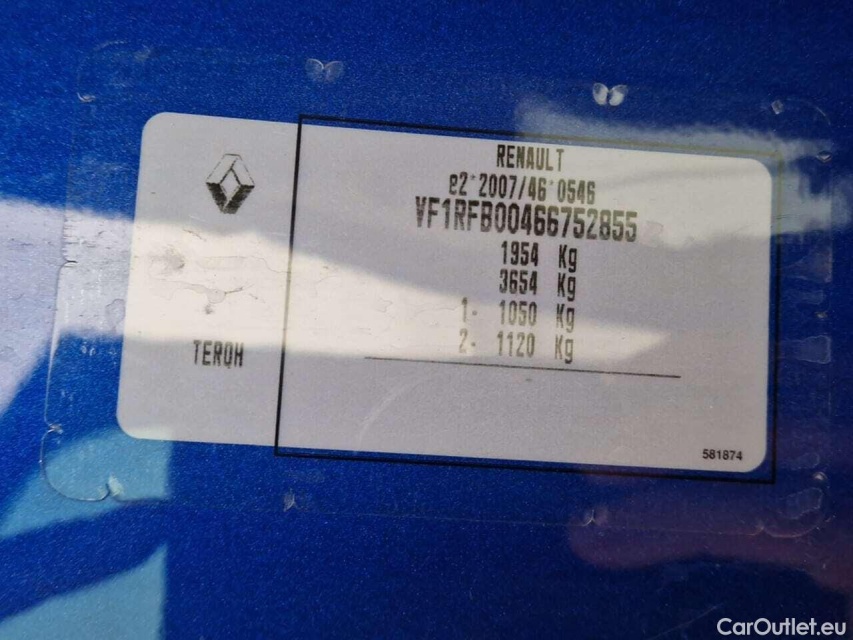 RENAULT
e2*2007/46*0546
VF1RFB00466752855
1954 Kg
3654 Kg
1- 1050 Kg
2- 1120 Kg
TERQH
581874
CarOutlet.eu